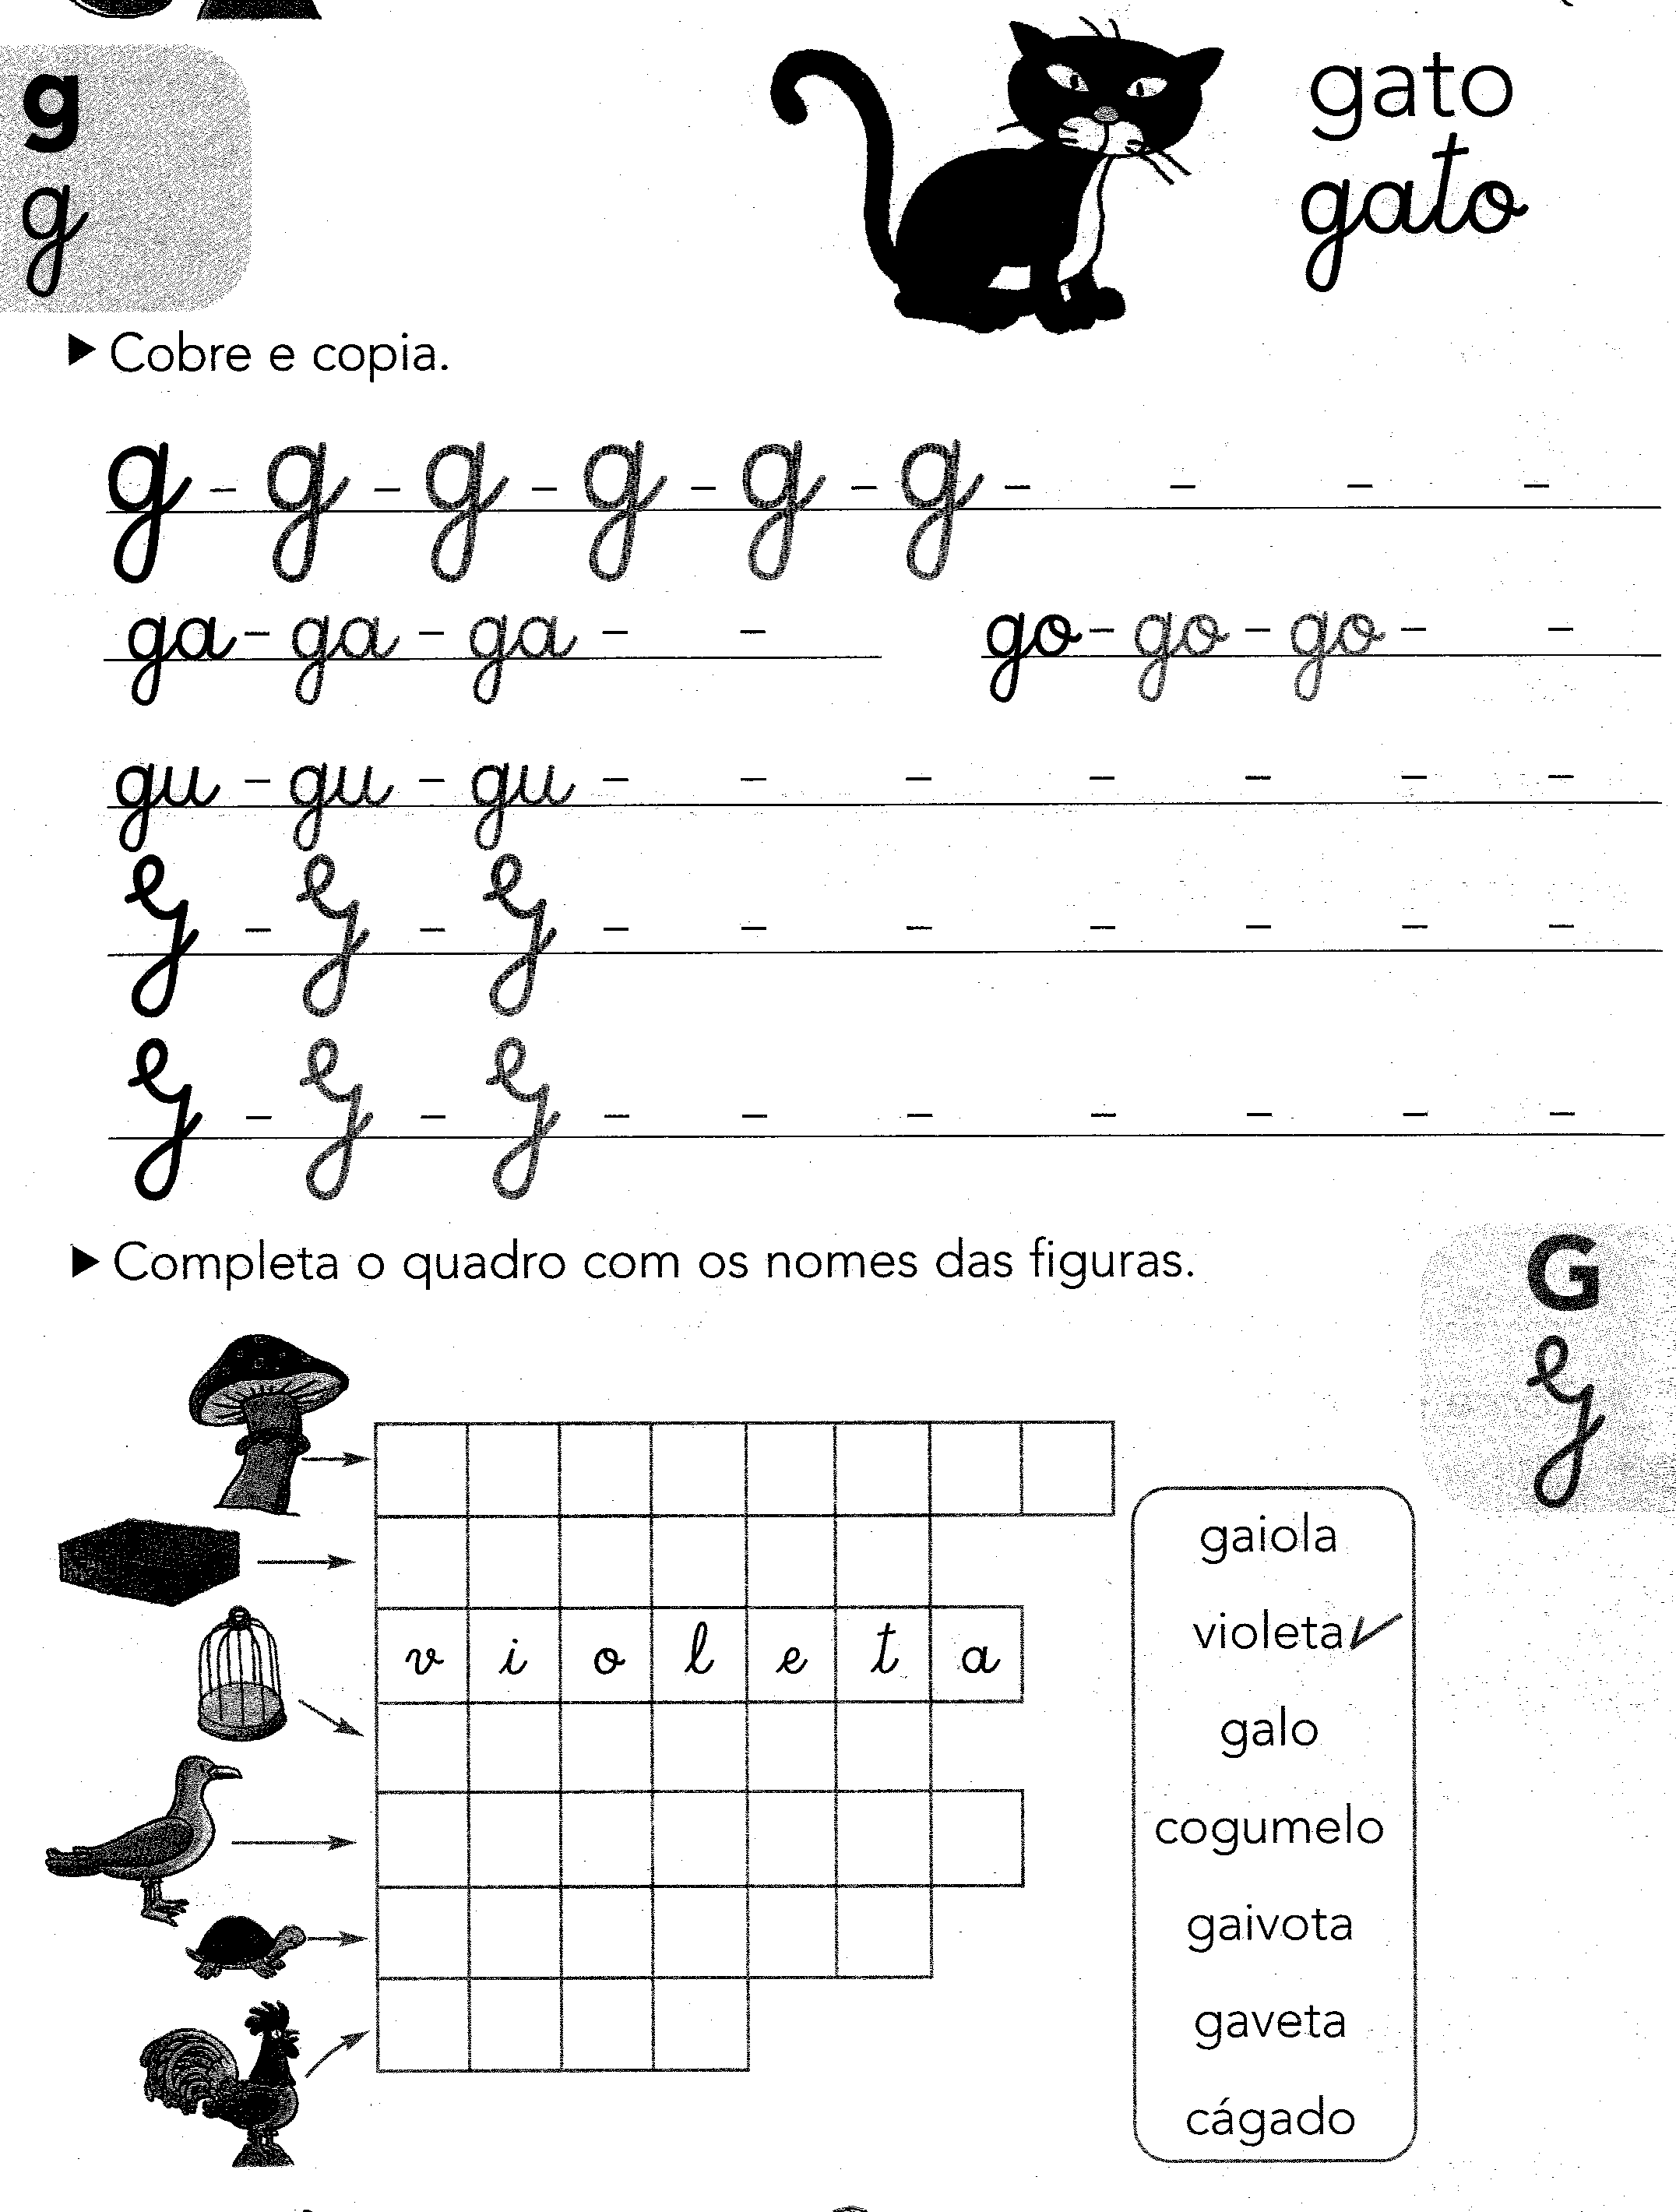 g
g
gato
gato
Cobre e copia.
g - g - g - g - g - g - - - -
ga - ga - ga - -
go - go - go - -
gu - gu - gu - - - - - - -
G - G - G - - - - - - -
G - G - G - - - - - - -
Completa o quadro com os nomes das figuras.
G
G
violeta
gaiola
violeta
galo
cogumelo
gaivota
gaveta
cágado